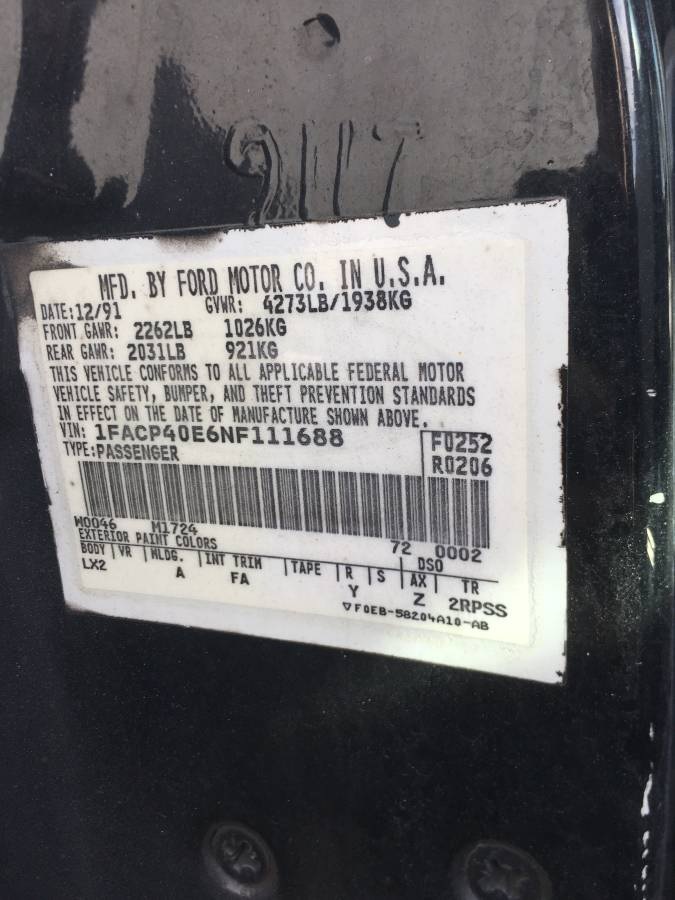 9117
MFD. BY FORD MOTOR CO. IN U.S.A.
DATE:12/91 GVWR: 4273LB/1938KG
FRONT GAWR: 2262LB 1026KG
REAR GAWR: 2031LB 921KG
THIS VEHICLE CONFORMS TO ALL APPLICABLE FEDERAL MOTOR
VEHICLE SAFETY, BUMPER, AND THEFT PREVENTION STANDARDS
IN EFFECT ON THE DATE OF MANUFACTURE SHOWN ABOVE.
VIN: 1FACP40E6NF111688 F0252
TYPE:PASSENGER R0206
W0046 M1724 72 0002
EXTERIOR PAINT COLORS DSO
BODY VR MLDG. INT TRIM TAPE R S AX TR
LX2 A FA Y Z 2RPSS
▽F0EB-58204A10-AB